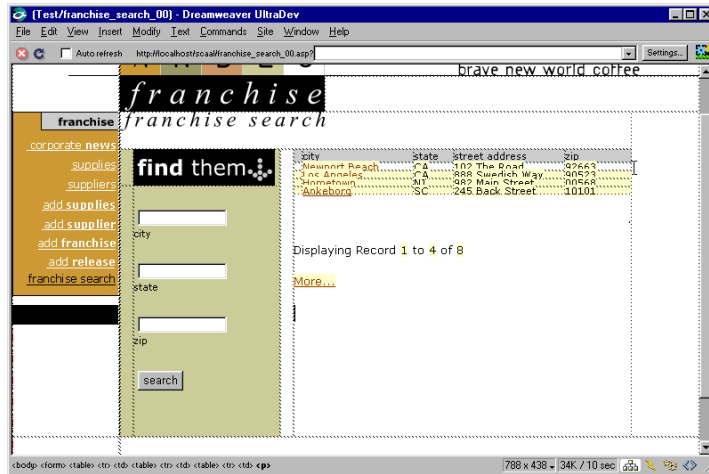 (Test/franchise_search_00) - Dreamweaver UltraDev
File Edit View Insert Modify Text Commands Site Window Help
Auto refresh http://localhost/scaal/franchise_search_00.asp? Settings...
brave new world coffee
franchise
franchise search
franchise
corporate news
supplies
suppliers
add supplies
add supplier
add franchise
add release
franchise search
find them
city
state
zip
search
city state street address zip
Newport Beach CA 102 The Road 92663
Los Angeles CA 888 Swedish Way 90523
Hometown NJ 982 Main Street 00568
Ankeborg SC 245 Back Street 10101
Displaying Record 1 to 4 of 8
More...
<body> <form> <table> <tr> <td> <table> <tr> <td> <table> <tr> <td> <p> 788 x 438 34K / 10 sec